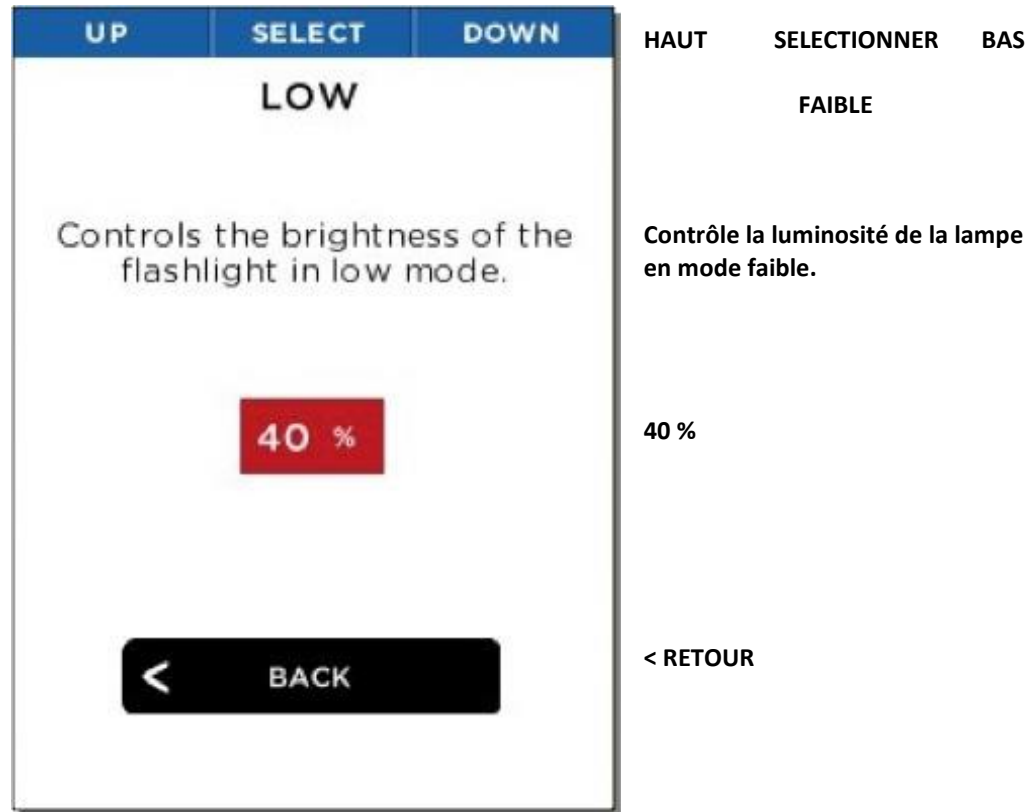 UP SELECT DOWN
LOW
Controls the brightness of the
flashlight in low mode.
40 %
< BACK
HAUT SELECTIONNER BAS
FAIBLE
Contrôle la luminosité de la lampe
en mode faible.
40 %
< RETOUR